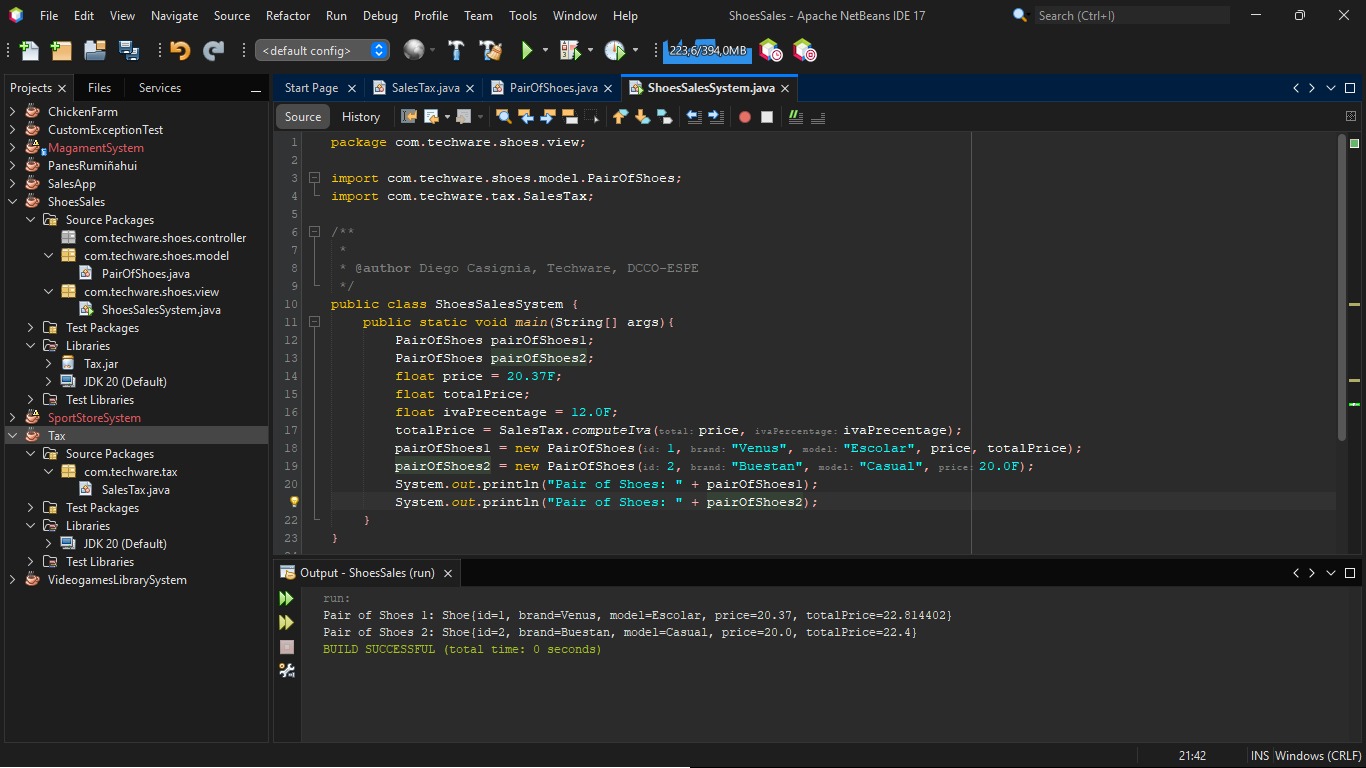 File Edit View Navigate Source Refactor Run Debug Profile Team Tools Window Help ShoesSales - Apache NetBeans IDE 17 Search (Ctrl+I)
<default config> 223,6/394,0MB
Projects Files Services
ChickenFarm
CustomExceptionTest
MagamentSystem
PanesRumiñahui
SalesApp
ShoesSales
Source Packages
com.techware.shoes.controller
com.techware.shoes.model
PairOfShoes.java
com.techware.shoes.view
ShoesSalesSystem.java
Test Packages
Libraries
Tax.jar
JDK 20 (Default)
Test Libraries
SportStoreSystem
Tax
Source Packages
com.techware.tax
SalesTax.java
Test Packages
Libraries
JDK 20 (Default)
Test Libraries
VideogamesLibrarySystem
Start Page SalesTax.java PairOfShoes.java ShoesSalesSystem.java
Source History
1 package com.techware.shoes.view;
2
3 import com.techware.shoes.model.PairOfShoes;
4 import com.techware.tax.SalesTax;
5
6 /**
7 *
8 * @author Diego Casignia, Techware, DCCO-ESPE
9 */
10 public class ShoesSalesSystem {
11 public static void main(String[] args){
12 PairOfShoes pairOfShoes1;
13 PairOfShoes pairOfShoes2;
14 float price = 20.37F;
15 float totalPrice;
16 float ivaPrecentage = 12.0F;
17 totalPrice = SalesTax.computeIva(total: price, ivaPercentage: ivaPrecentage);
18 pairOfShoes1 = new PairOfShoes(id: 1, brand: "Venus", model: "Escolar", price, totalPrice);
19 pairOfShoes2 = new PairOfShoes(id: 2, brand: "Buestan", model: "Casual", price: 20.0F);
20 System.out.println("Pair of Shoes: " + pairOfShoes1);
System.out.println("Pair of Shoes: " + pairOfShoes2);
22 }
23 }
Output - ShoesSales (run)
run:
Pair of Shoes 1: Shoe{id=1, brand=Venus, model=Escolar, price=20.37, totalPrice=22.814402}
Pair of Shoes 2: Shoe{id=2, brand=Buestan, model=Casual, price=20.0, totalPrice=22.4}
BUILD SUCCESSFUL (total time: 0 seconds)
21:42 INS Windows (CRLF)